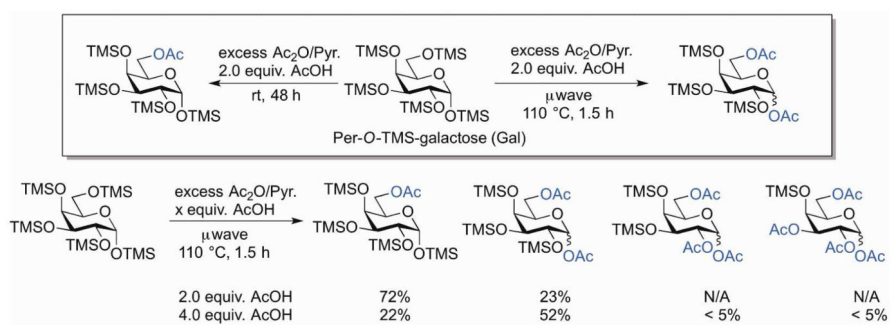 TMSO
OAc
TMSO
TMSO
OTMS
excess Ac2O/Pyr.
2.0 equiv. AcOH
rt, 48 h
TMSO
OTMS
TMSO
TMSO
OTMS
Per-O-TMS-galactose (Gal)
excess Ac2O/Pyr.
2.0 equiv. AcOH
μwave
110 °C, 1.5 h
TMSO
OAc
TMSO
TMSO
OAc
TMSO
OTMS
TMSO
TMSO
OTMS
excess Ac2O/Pyr.
x equiv. AcOH
μwave
110 °C, 1.5 h
TMSO
OAc
TMSO
TMSO
OTMS
TMSO
OAc
TMSO
TMSO
OAc
TMSO
OAc
TMSO
AcO
OAc
TMSO
OAc
AcO
AcO
OAc
2.0 equiv. AcOH 72% 23% N/A N/A
4.0 equiv. AcOH 22% 52% < 5% < 5%